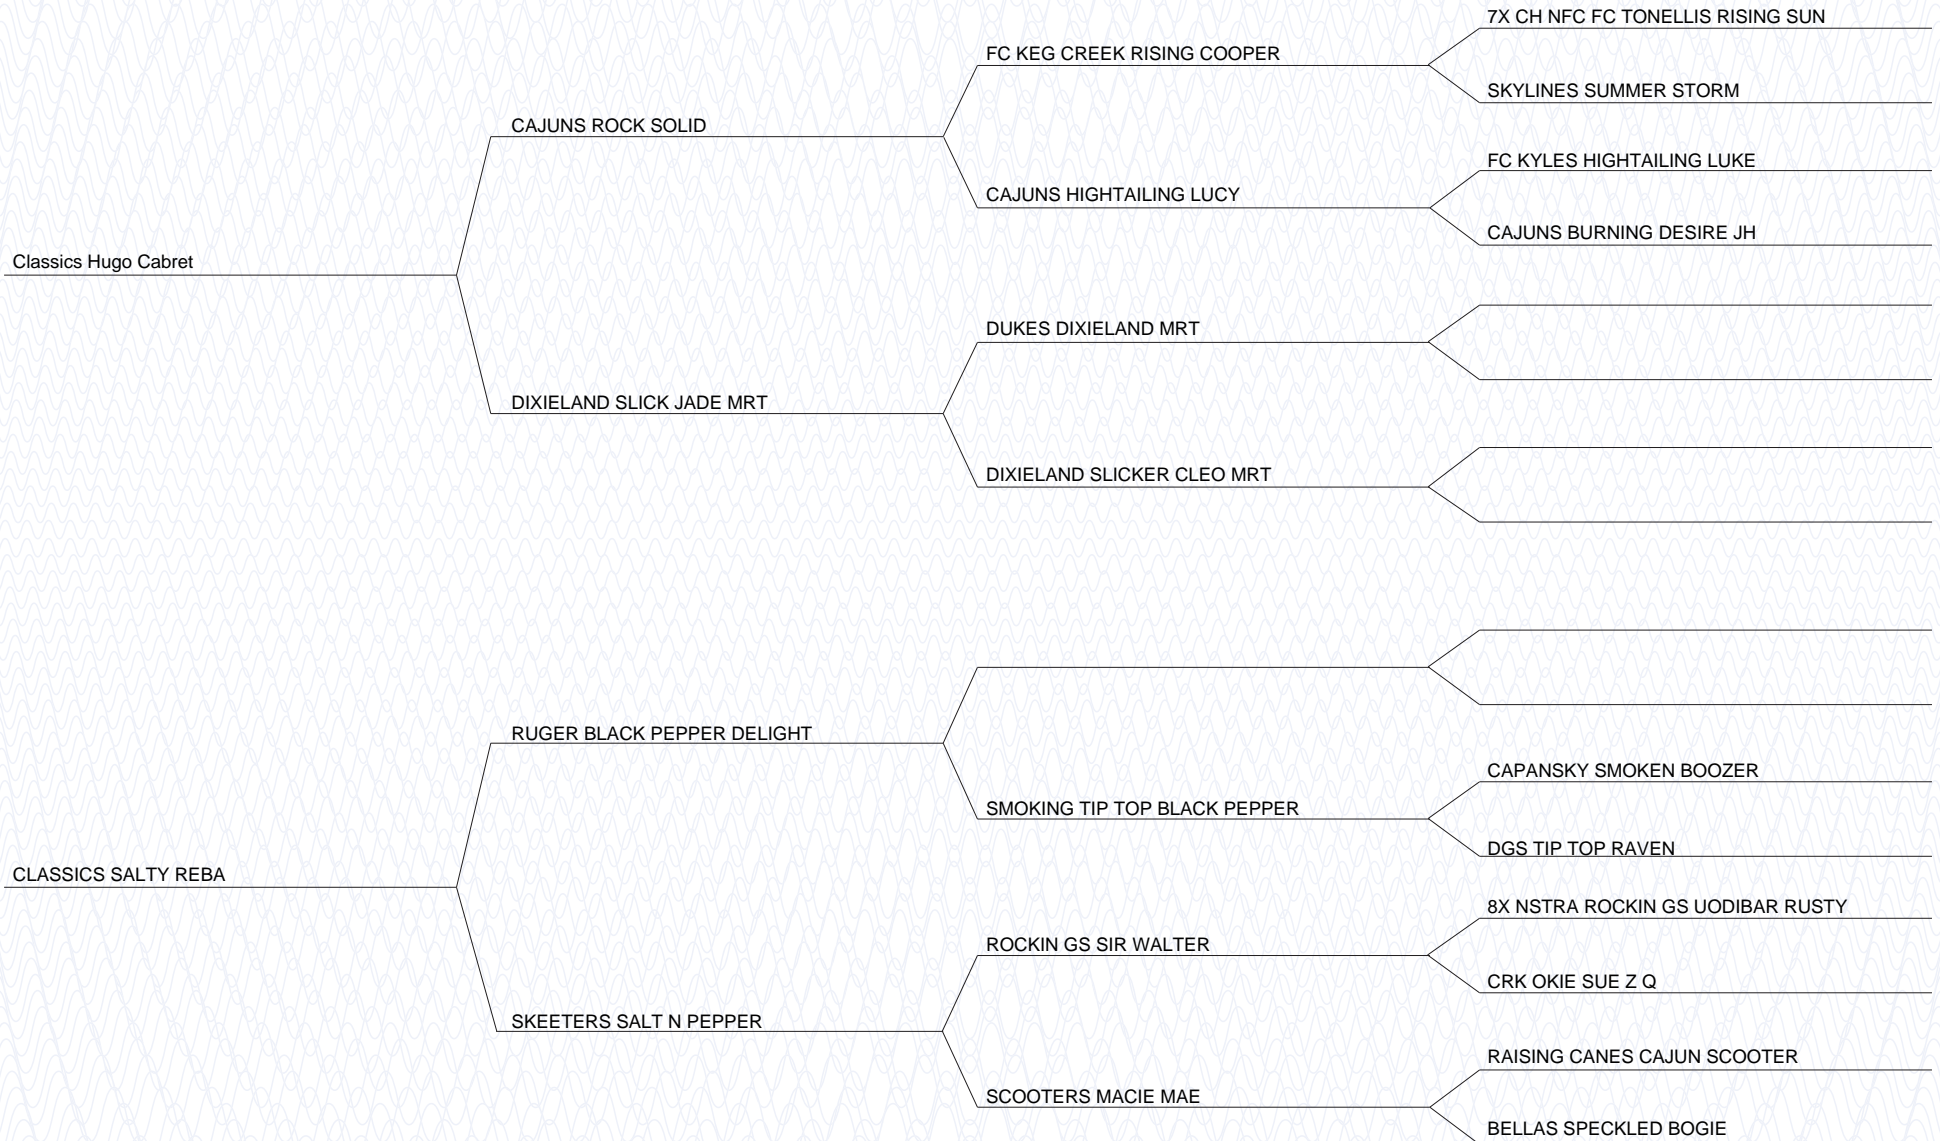 7X CH NFC FC TONELLIS RISING SUN
FC KEG CREEK RISING COOPER
SKYLINES SUMMER STORM
CAJUNS ROCK SOLID
FC KYLES HIGHTAILING LUKE
CAJUNS HIGHTAILING LUCY
CAJUNS BURNING DESIRE JH
Classics Hugo Cabret
DUKES DIXIELAND MRT
DIXIELAND SLICK JADE MRT
DIXIELAND SLICKER CLEO MRT
RUGER BLACK PEPPER DELIGHT
CAPANSKY SMOKEN BOOZER
SMOKING TIP TOP BLACK PEPPER
DGS TIP TOP RAVEN
CLASSICS SALTY REBA
8X NSTRA ROCKIN GS UODIBAR RUSTY
ROCKIN GS SIR WALTER
CRK OKIE SUE Z Q
SKEETERS SALT N PEPPER
RAISING CANES CAJUN SCOOTER
SCOOTERS MACIE MAE
BELLAS SPECKLED BOGIE